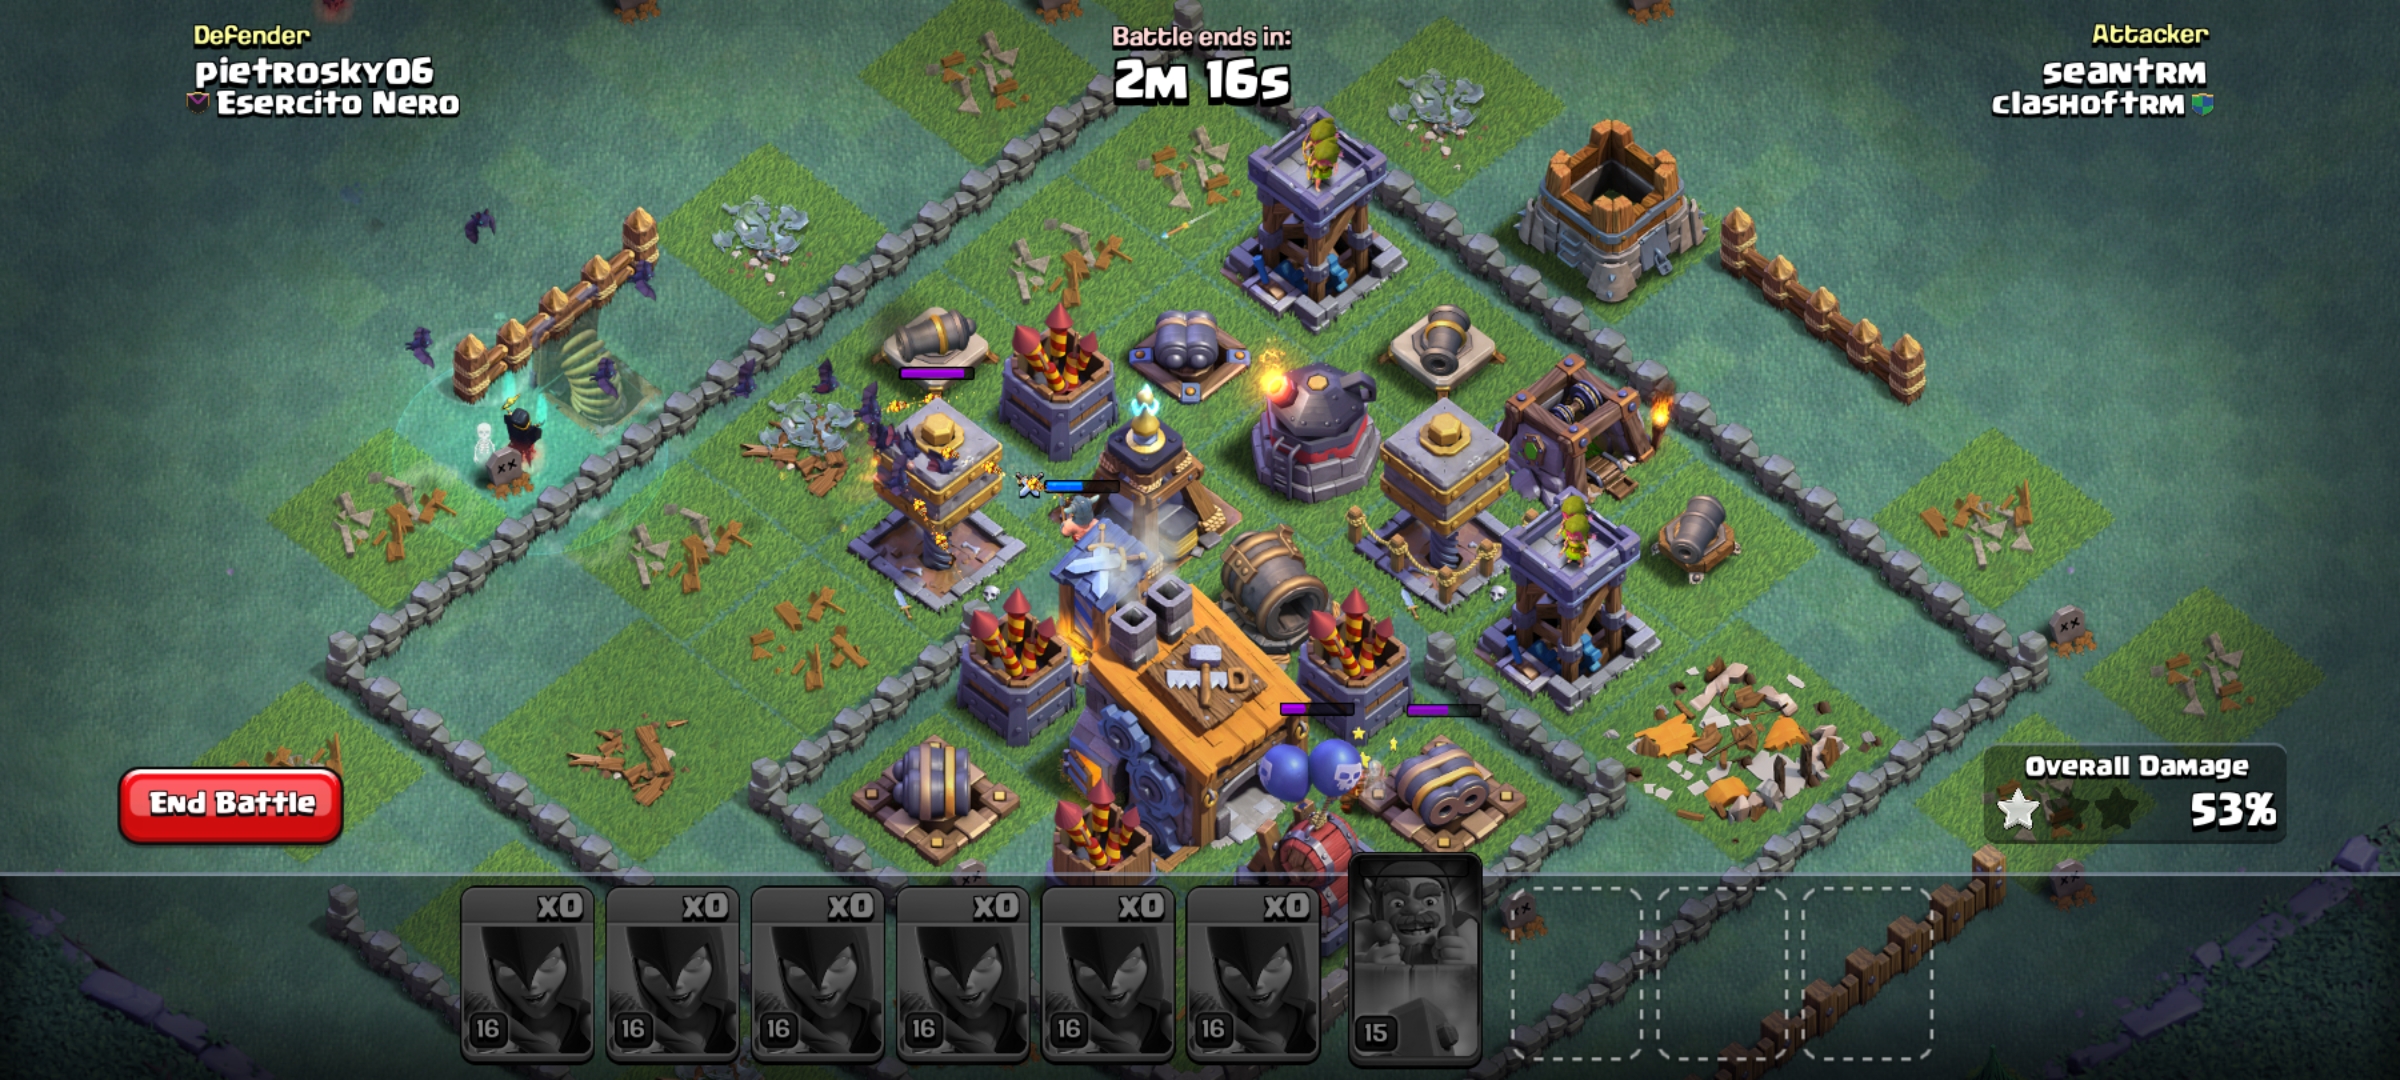 Defender
pietrosky06
Esercito Nero
Battle ends in:
2m 16s
Attacker
seantrm
clashoftrm
End Battle
Overall Damage
53%
x0
x0
x0
x0
x0
x0
16
16
16
16
16
16
15